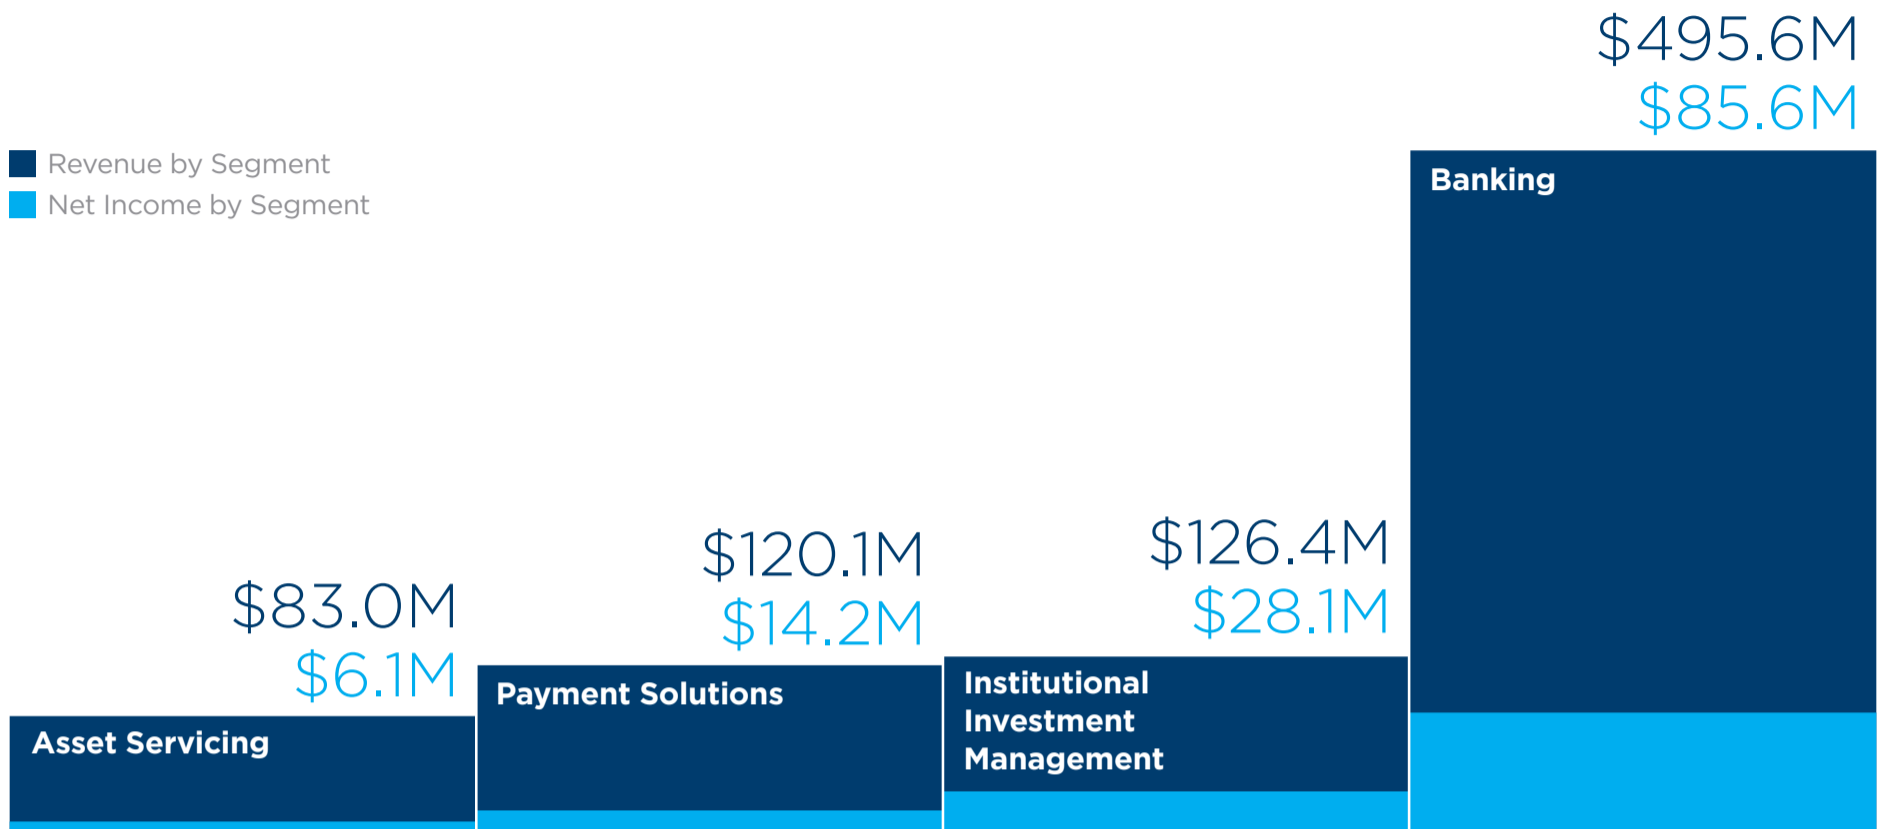 Revenue by Segment
Net Income by Segment
$83.0M
$6.1M
Asset Servicing
$120.1M
$14.2M
Payment Solutions
$126.4M
$28.1M
Institutional
Investment
Management
$495.6M
$85.6M
Banking